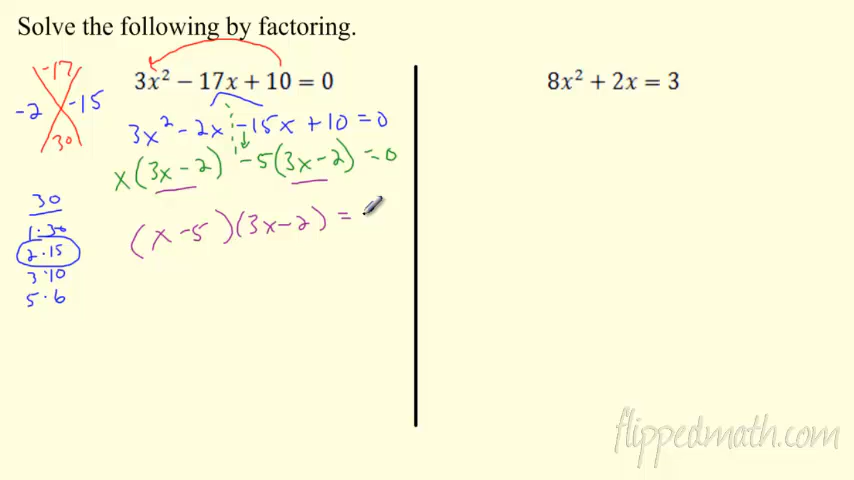 Solve the following by factoring.
-17
-2 -15
30
3x² − 17x + 10 = 0
3x² - 2x - 15x + 10 = 0
x(3x - 2) - 5(3x - 2) = 0
(x - 5)(3x - 2) =
30
1·30
2·15
3·10
5·6
8x² + 2x = 3
flippedmath.com